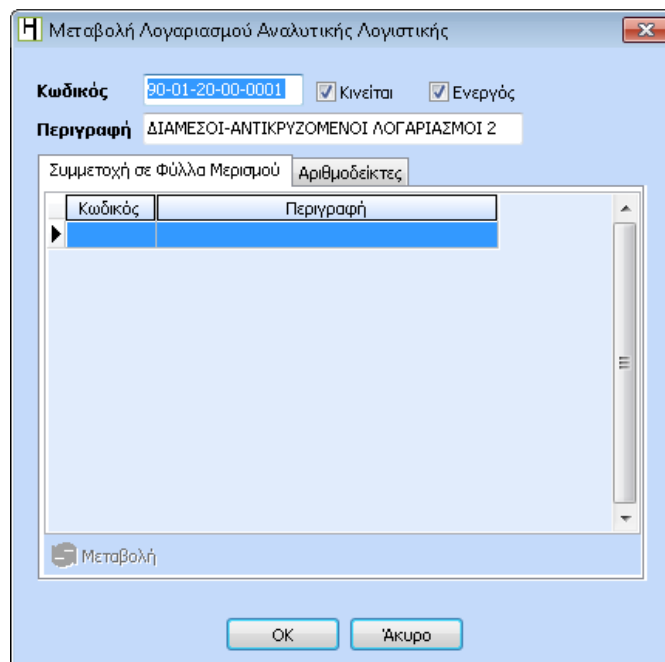 H Μεταβολή Λογαριασμού Αναλυτικής Λογιστικής
Κωδικός 90-01-20-00-0001 Κινείται Ενεργός
Περιγραφή ΔΙΑΜΕΣΟΙ-ΑΝΤΙΚΡΥΖΟΜΕΝΟΙ ΛΟΓΑΡΙΑΣΜΟΙ 2
Συμμετοχή σε Φύλλα Μερισμού Αριθμοδείκτες
Κωδικός Περιγραφή
Μεταβολή
OK Άκυρο